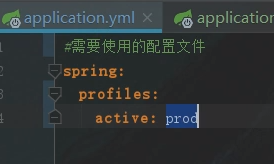 application.yml × application
1 #需要使用的配置文件
2 spring:
3   profiles:
4     active: prod